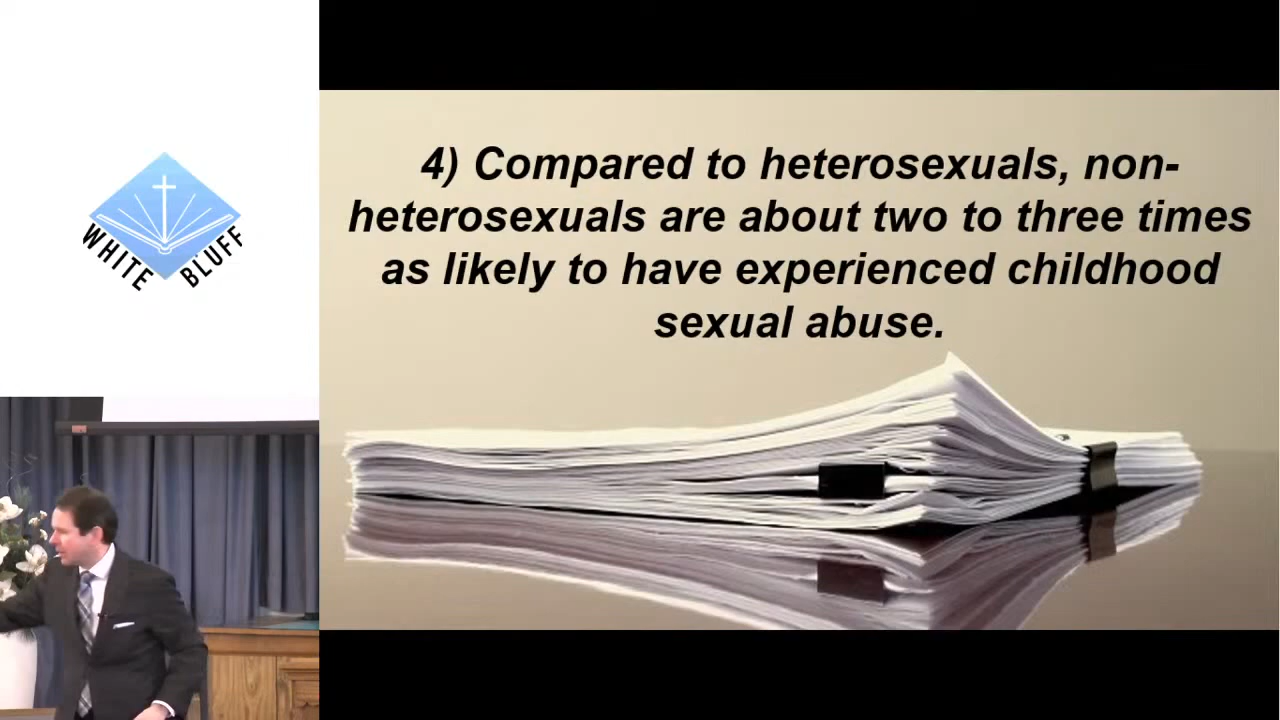 WHITE BLUFF
4) Compared to heterosexuals, non-
heterosexuals are about two to three times
as likely to have experienced childhood
sexual abuse.